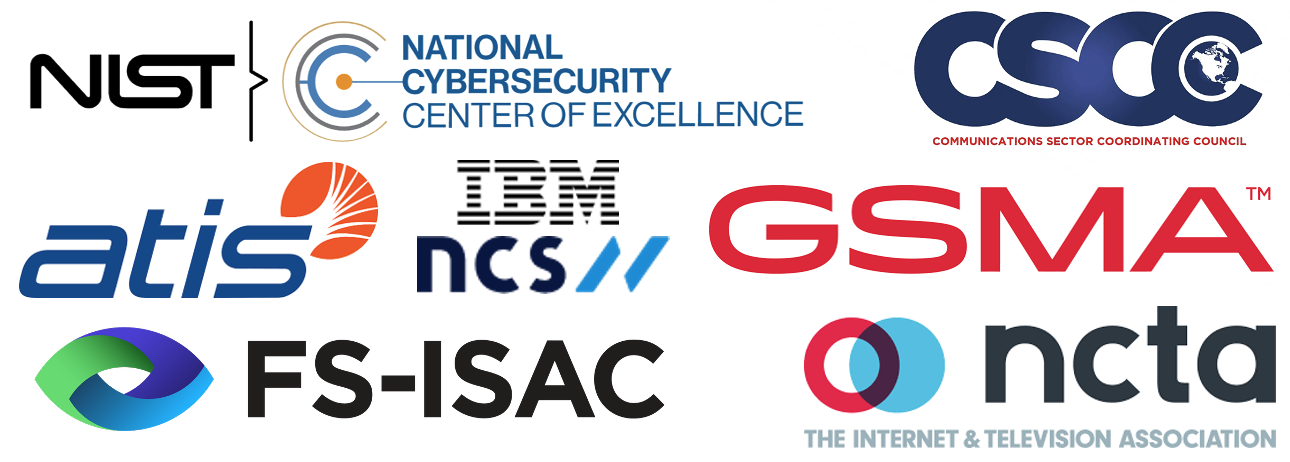 NIST
NATIONAL
CYBERSECURITY
CENTER OF EXCELLENCE
CSCC
COMMUNICATIONS SECTOR COORDINATING COUNCIL
atis
IBM
ncs
GSMA™
FS-ISAC
ncta
THE INTERNET & TELEVISION ASSOCIATION